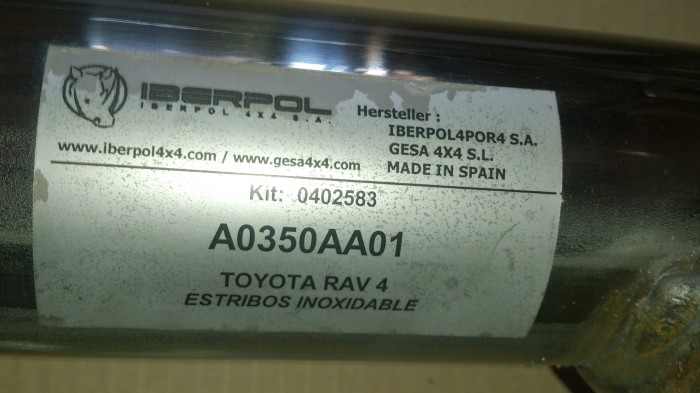 IBERPOL
IBERPOL 4X4 S.A.
Hersteller :
IBERPOL4POR4 S.A.
GESA 4X4 S.L.
MADE IN SPAIN
www.iberpol4x4.com / www.gesa4x4.com
Kit: 0402583
A0350AA01
TOYOTA RAV 4
ESTRIBOS INOXIDABLE